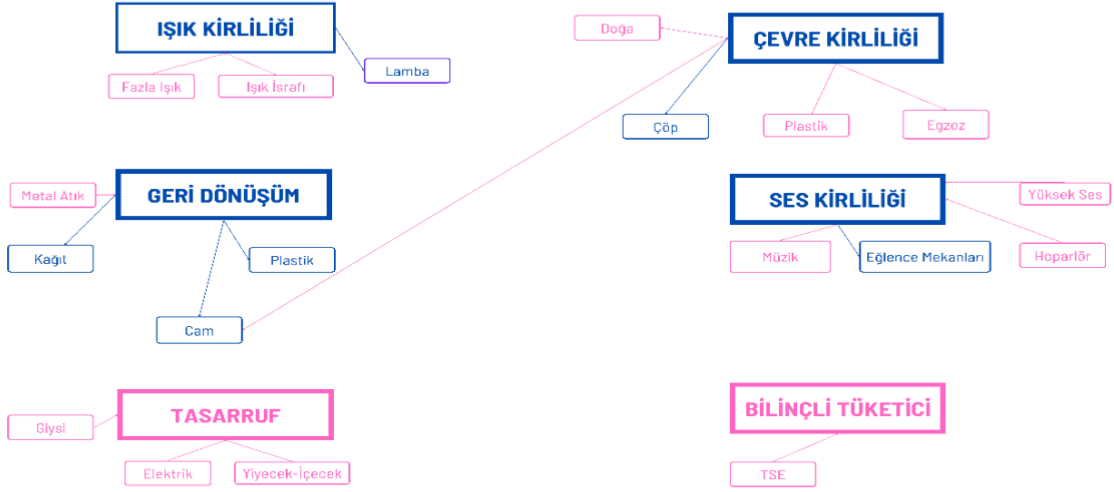 IŞIK KİRLİLİĞİ
Lamba
Fazla Işık
Işık İsrafı
Doğa
ÇEVRE KİRLİLİĞİ
Çöp
Plastik
Egzoz
Metal Atık
GERİ DÖNÜŞÜM
Kağıt
Plastik
Cam
SES KİRLİLİĞİ
Yüksek Ses
Müzik
Eğlence Mekanları
Hoparlör
TASARRUF
Giysi
Elektrik
Yiyecek-İçecek
BİLİNÇLİ TÜKETİCİ
TSE